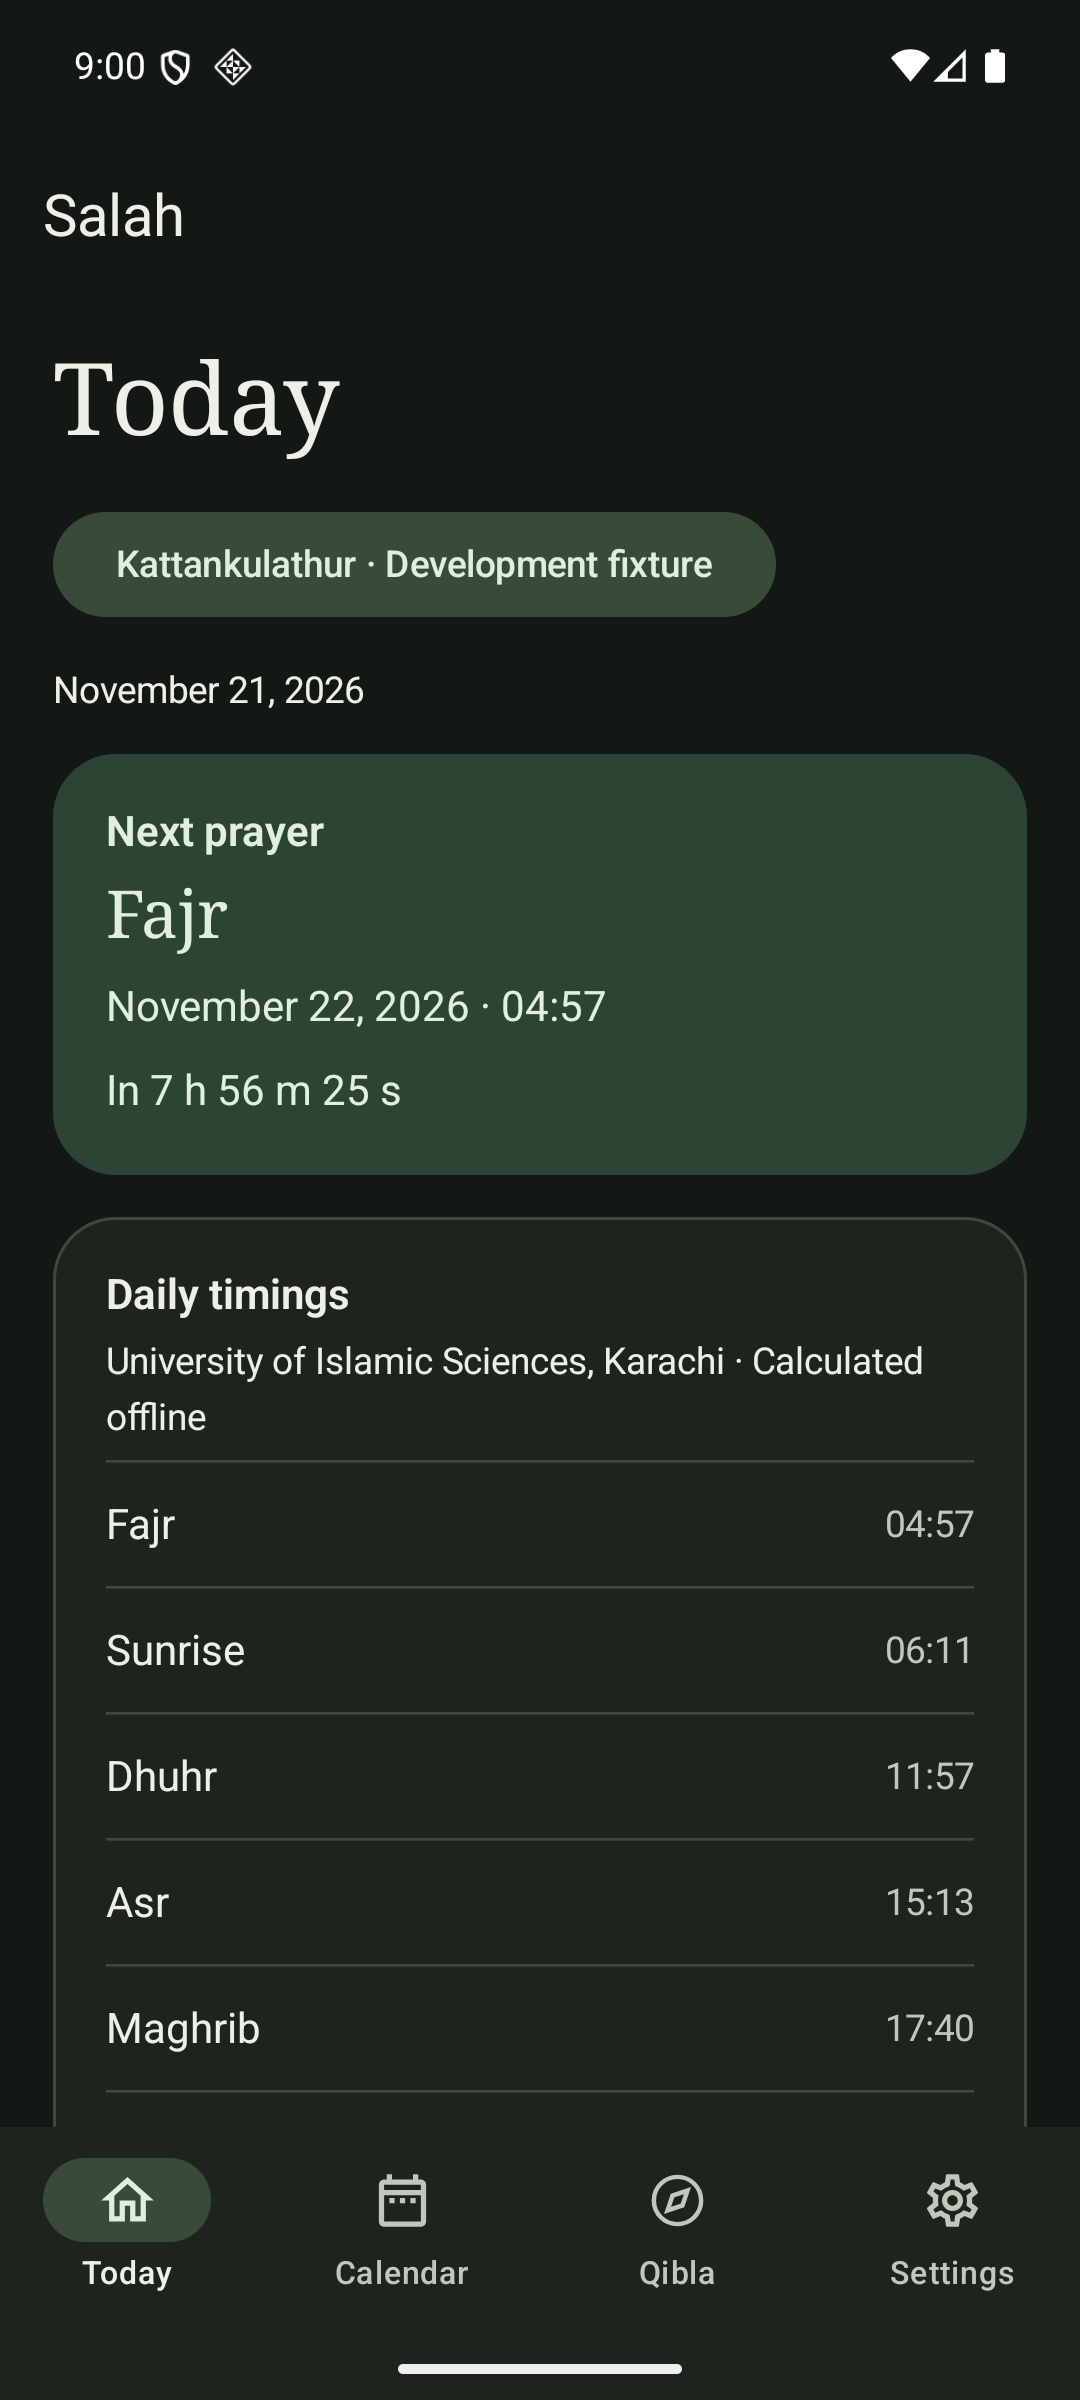 9:00
Salah
Today
Kattankulathur · Development fixture
November 21, 2026
Next prayer
Fajr
November 22, 2026 · 04:57
In 7 h 56 m 25 s
Daily timings
University of Islamic Sciences, Karachi · Calculated
offline
Fajr 04:57
Sunrise 06:11
Dhuhr 11:57
Asr 15:13
Maghrib 17:40
Today Calendar Qibla Settings